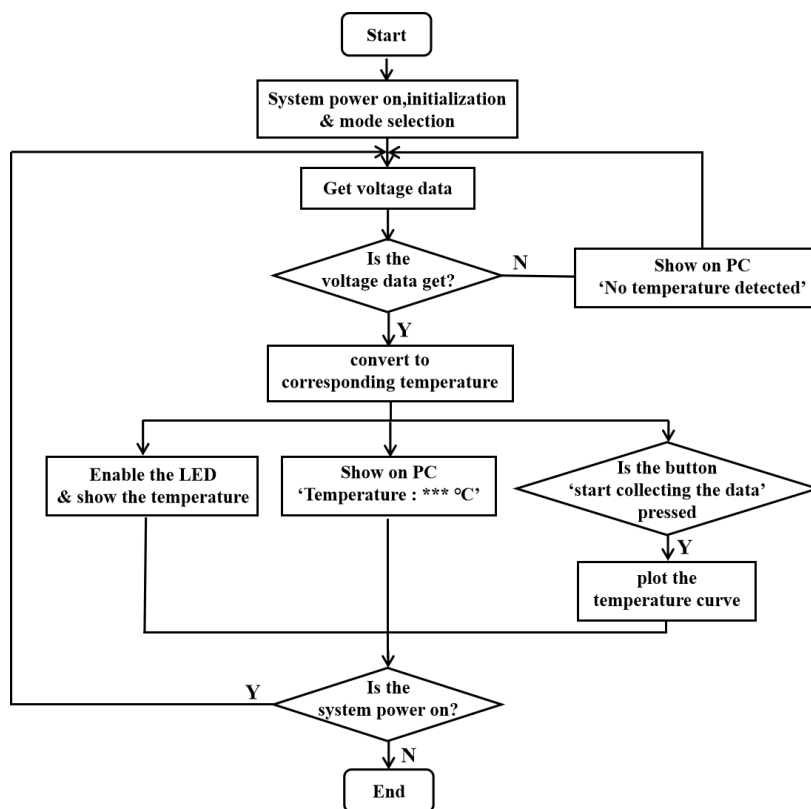 Start
System power on,initialization
& mode selection
Get voltage data
Is the
voltage data get?
N
Show on PC
‘No temperature detected’
Y
convert to
corresponding temperature
Enable the LED
& show the temperature
Show on PC
‘Temperature : *** °C’
Is the button
‘start collecting the data’
pressed
Y
plot the
temperature curve
Y
Is the
system power on?
N
End